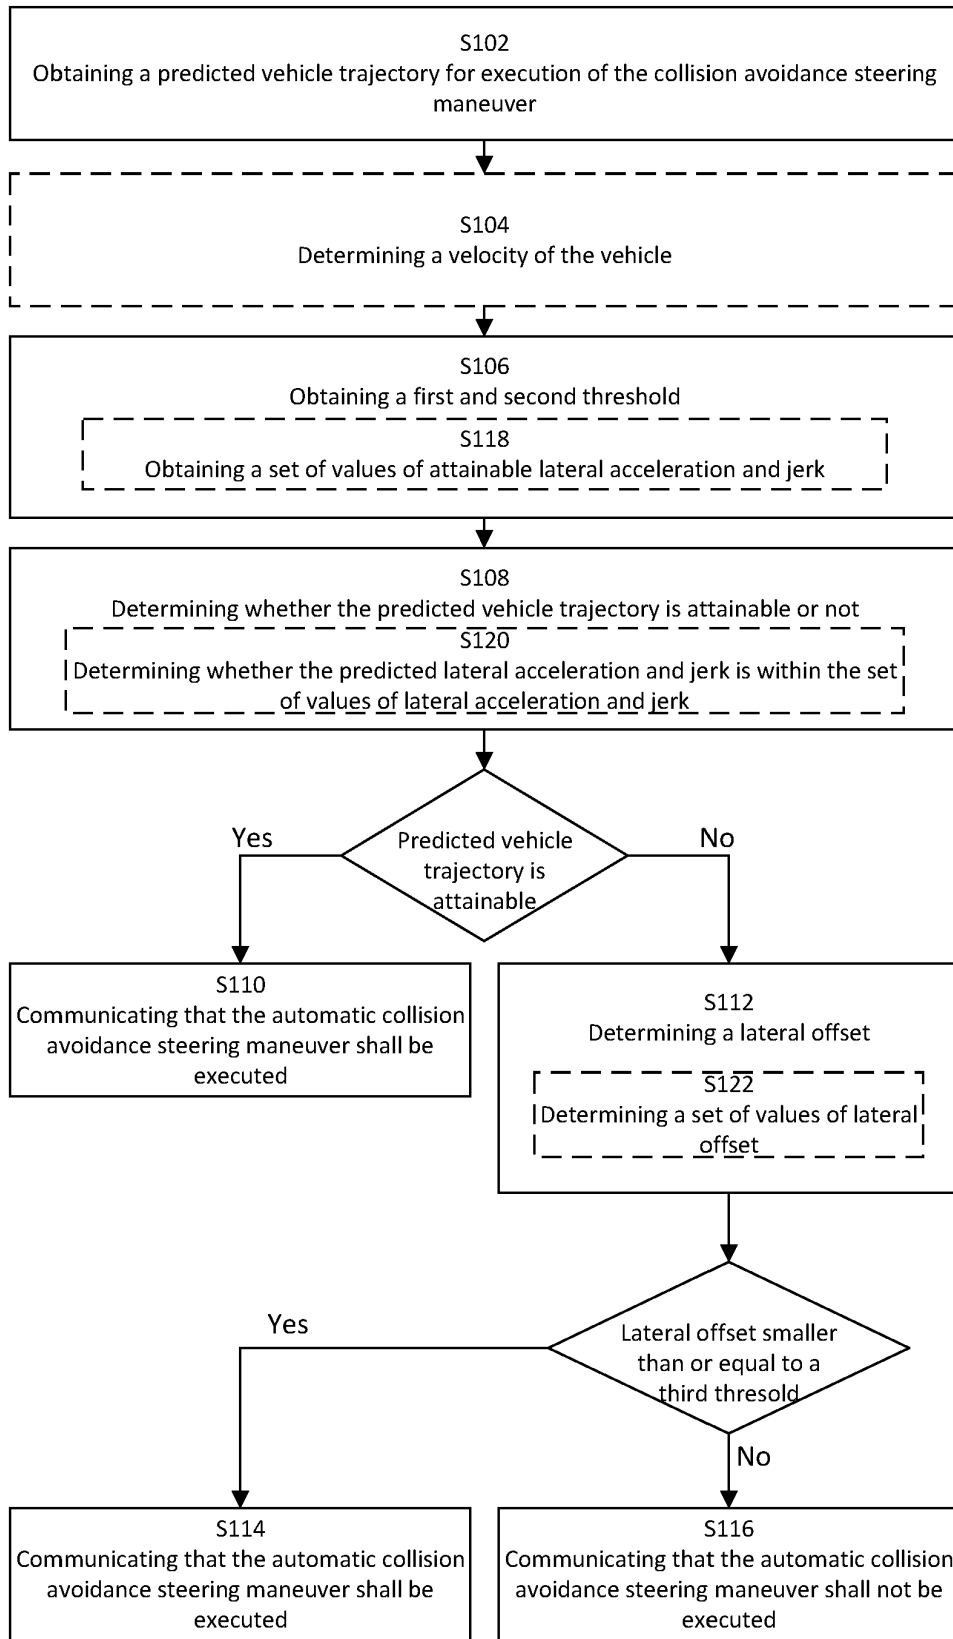 S102
Obtaining a predicted vehicle trajectory for execution of the collision avoidance steering
maneuver
S104
Determining a velocity of the vehicle
S106
Obtaining a first and second threshold
S118
Obtaining a set of values of attainable lateral acceleration and jerk
S108
Determining whether the predicted vehicle trajectory is attainable or not
S120
Determining whether the predicted lateral acceleration and jerk is within the set
of values of lateral acceleration and jerk
Predicted vehicle
trajectory is
attainable
Yes
No
S110
Communicating that the automatic collision
avoidance steering maneuver shall be
executed
S112
Determining a lateral offset
S122
Determining a set of values of lateral
offset
Lateral offset smaller
than or equal to a
third thresold
Yes
No
S114
Communicating that the automatic collision
avoidance steering maneuver shall be
executed
S116
Communicating that the automatic collision
avoidance steering maneuver shall not be
executed